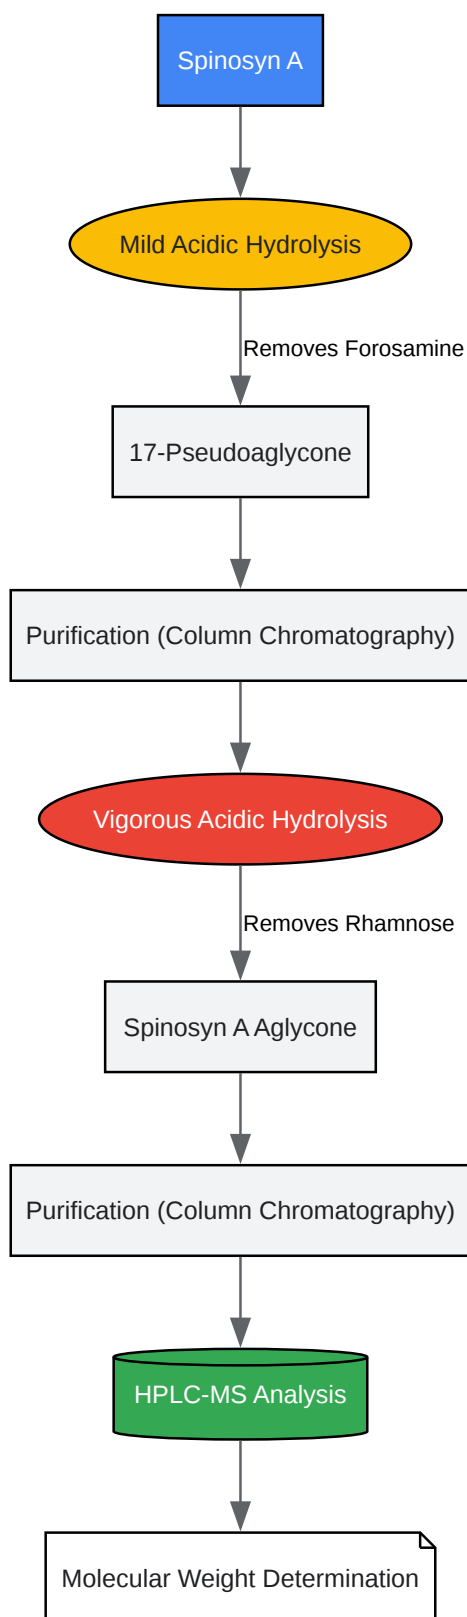 Spinosyn A
Mild Acidic Hydrolysis
Removes Forosamine
17-Pseudoaglycone
Purification (Column Chromatography)
Vigorous Acidic Hydrolysis
Removes Rhamnose
Spinosyn A Aglycone
Purification (Column Chromatography)
HPLC-MS Analysis
Molecular Weight Determination